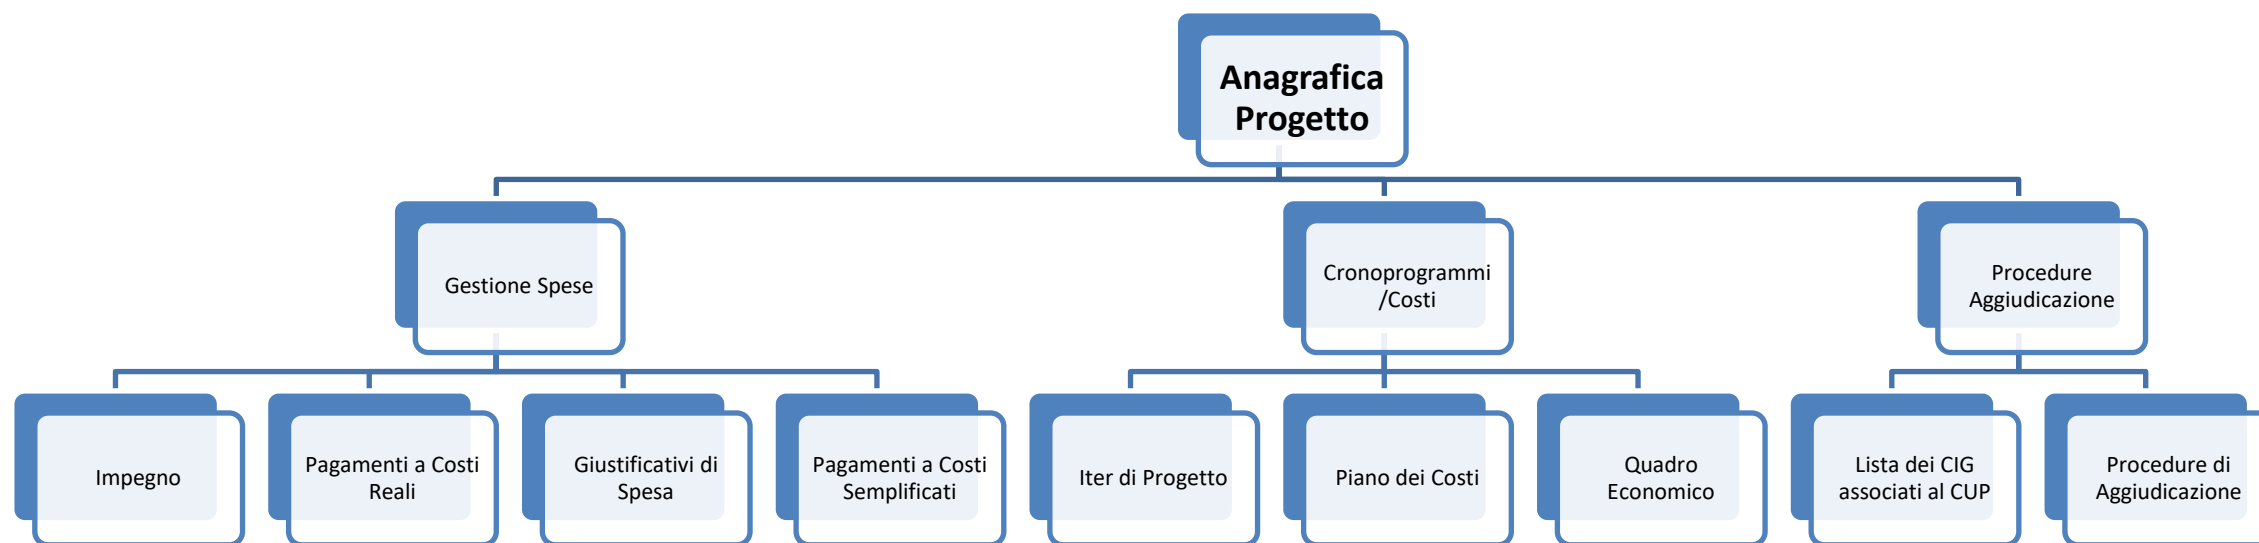 Anagrafica
Progetto
Gestione Spese
Cronoprogrammi
/Costi
Procedure
Aggiudicazione
Impegno
Pagamenti a Costi
Reali
Giustificativi di
Spesa
Pagamenti a Costi
Semplificati
Iter di Progetto
Piano dei Costi
Quadro
Economico
Lista dei CIG
associati al CUP
Procedure di
Aggiudicazione